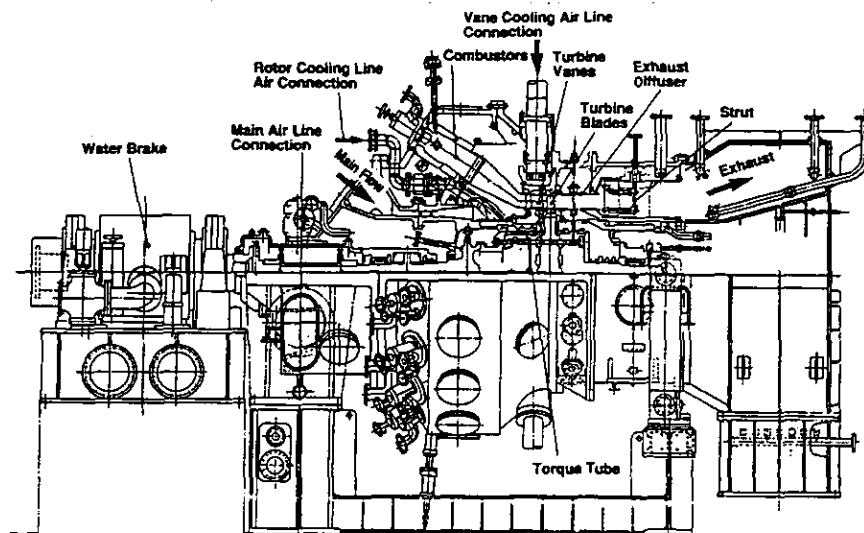 Vane Cooling Air Line
Connection
Rotor Cooling Line
Air Connection
Combustors
Turbine
Vanes
Exhaust
Diffuser
Turbine
Blades
Strut
Main Air Line
Connection
Water Brake
Main Flow
Exhaust
Torqua Tube